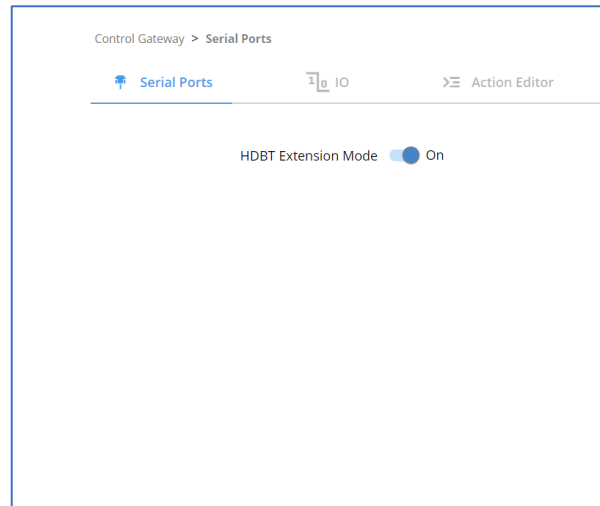 Control Gateway > Serial Ports
Serial Ports IO Action Editor
HDBT Extension Mode On